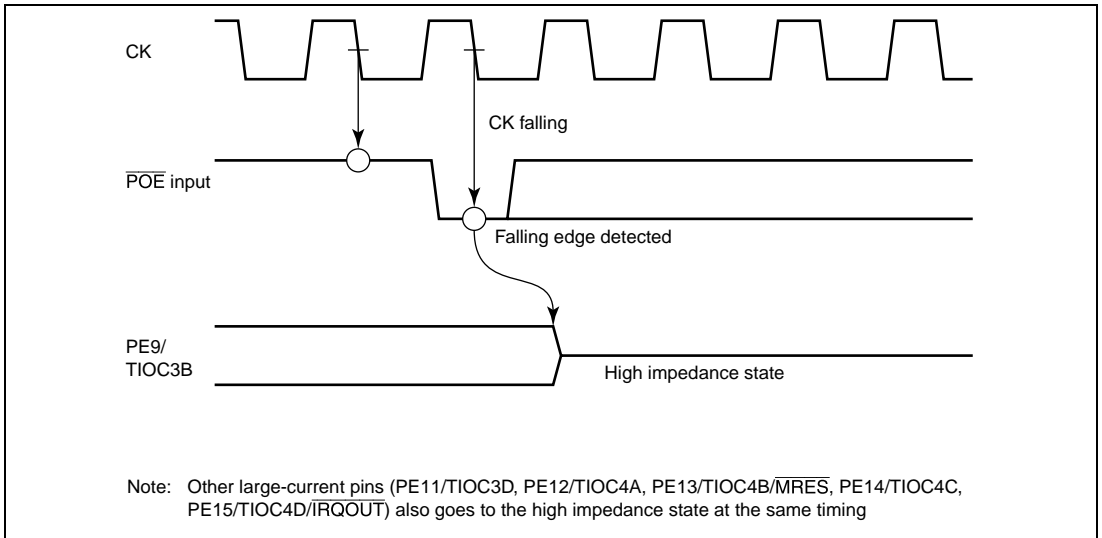 CK
CK falling
POE input
Falling edge detected
PE9/
TIOC3B
High impedance state
Note: Other large-current pins (PE11/TIOC3D, PE12/TIOC4A, PE13/TIOC4B/MRES, PE14/TIOC4C,
PE15/TIOC4D/IRQOUT) also goes to the high impedance state at the same timing